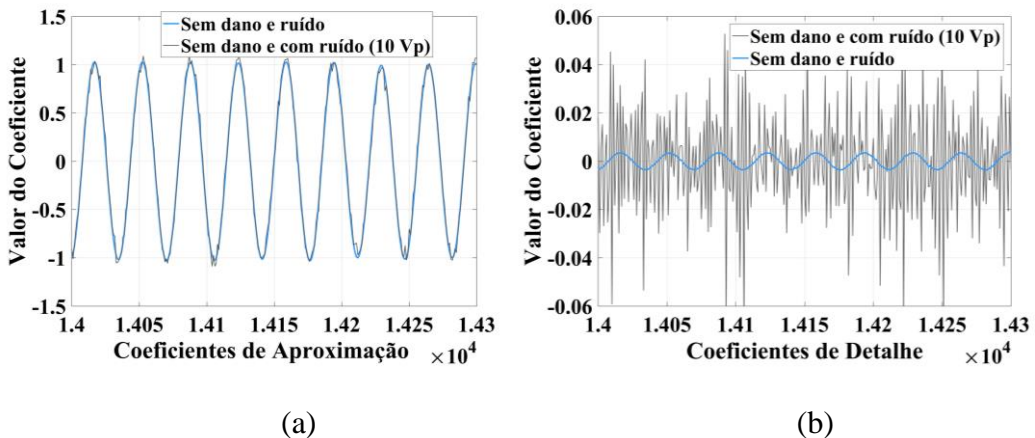 Sem dano e ruído
Sem dano e com ruído (10 Vp)
Valor do Coeficiente
1.5
1
0.5
0
-0.5
-1
-1.5
1.4 1.405 1.41 1.415 1.42 1.425 1.43
Coeficientes de Aproximação ×10⁴
(a)
Sem dano e com ruído (10 Vp)
Sem dano e ruído
Valor do Coeficiente
0.06
0.04
0.02
0
-0.02
-0.04
-0.06
1.4 1.405 1.41 1.415 1.42 1.425 1.43
Coeficientes de Detalhe ×10⁴
(b)